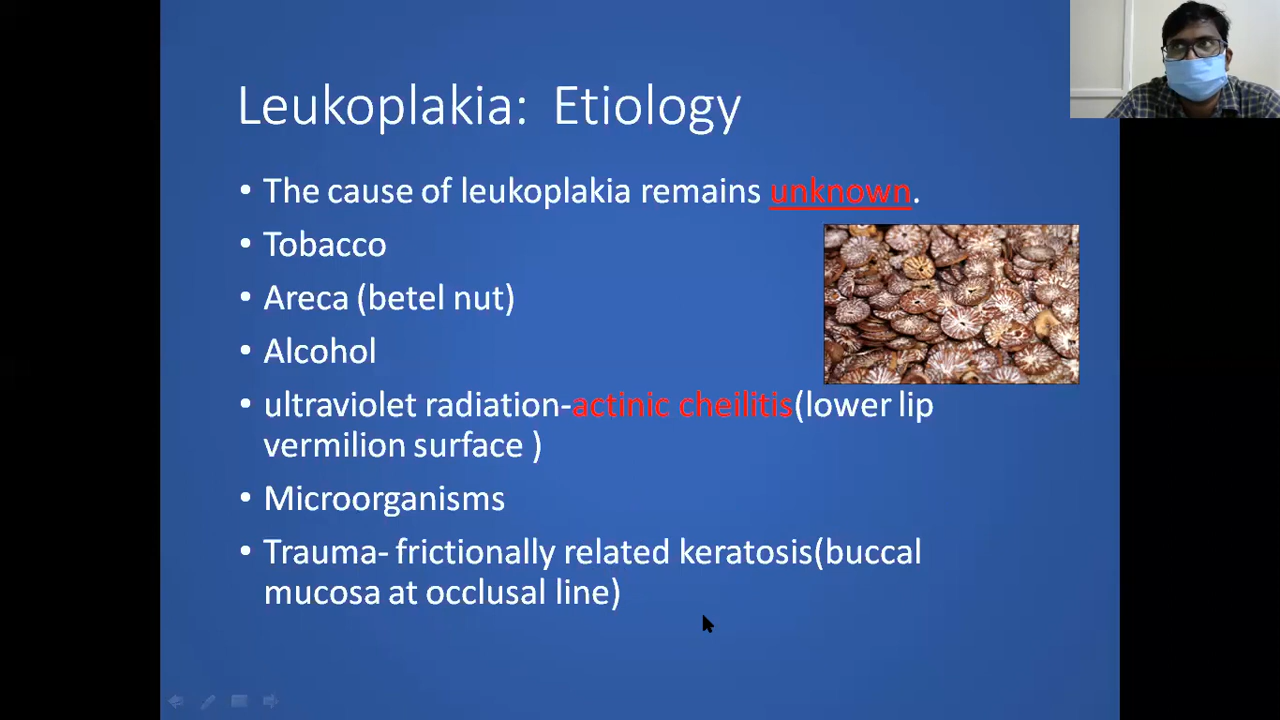 Leukoplakia: Etiology
• The cause of leukoplakia remains unknown.
• Tobacco
• Areca (betel nut)
• Alcohol
• ultraviolet radiation-actinic cheilitis(lower lip
vermilion surface )
• Microorganisms
• Trauma- frictionally related keratosis(buccal
mucosa at occlusal line)